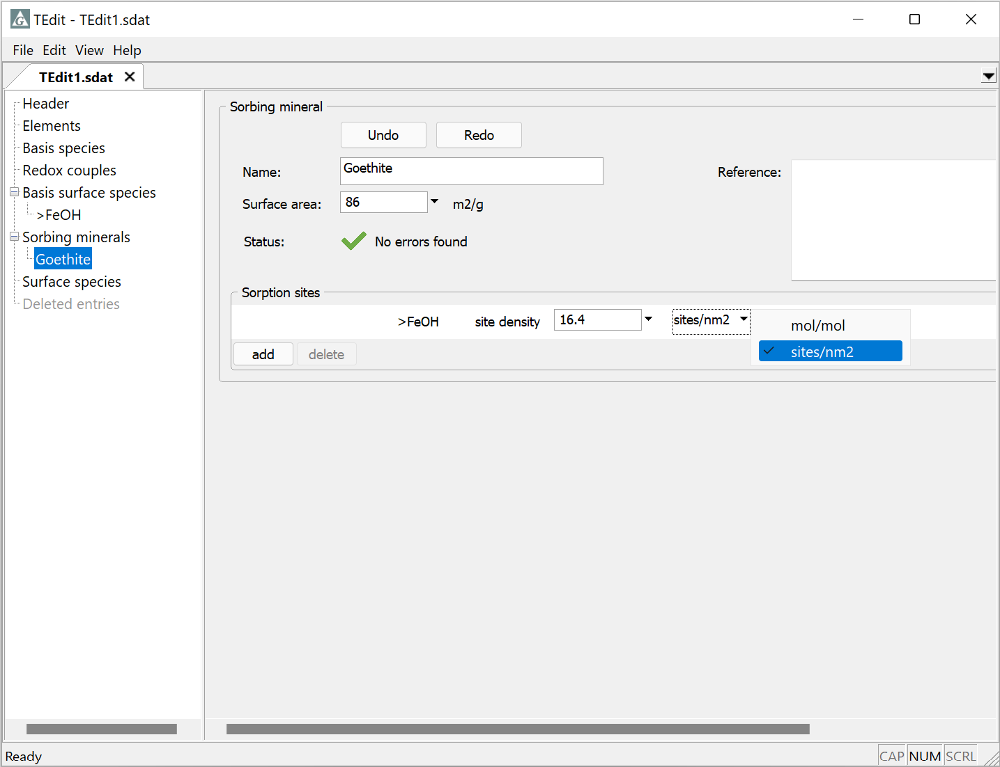 TEdit - TEdit1.sdat
File Edit View Help
TEdit1.sdat
Header
Elements
Basis species
Redox couples
Basis surface species
>FeOH
Sorbing minerals
Goethite
Surface species
Deleted entries
Sorbing mineral
Undo Redo
Name: Goethite Reference:
Surface area: 86 m2/g
Status: No errors found
Sorption sites
>FeOH site density 16.4 sites/nm2
mol/mol
sites/nm2
add delete
Ready CAP NUM SCRL